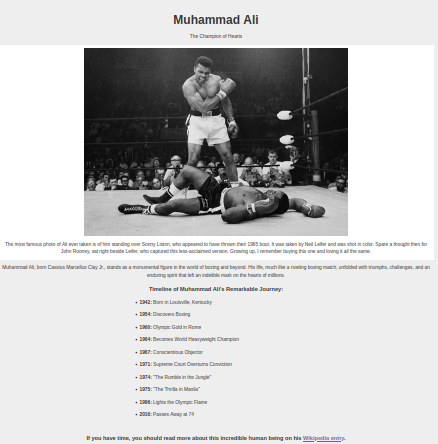 Muhammad Ali
The Champion of Hearts
The most famous photo of Ali ever taken is of him standing over Sonny Liston, who appeared to have thrown their 1965 bout. It was taken by Neil Leifer and was shot in color. Spare a thought then for
John Rooney, sat right beside Leifer, who captured this less-acclaimed version. Growing up, I remember buying this one and loving it all the same.
Muhammad Ali, born Cassius Marcellus Clay Jr., stands as a monumental figure in the world of boxing and beyond. His life, much like a riveting boxing match, unfolded with triumphs, challenges, and an
enduring spirit that left an indelible mark on the hearts of millions.
Timeline of Muhammad Ali's Remarkable Journey:
• 1942: Born in Louisville, Kentucky
• 1954: Discovers Boxing
• 1960: Olympic Gold in Rome
• 1964: Becomes World Heavyweight Champion
• 1967: Conscientious Objector
• 1971: Supreme Court Overturns Conviction
• 1974: "The Rumble in the Jungle"
• 1975: "The Thrilla in Manila"
• 1996: Lights the Olympic Flame
• 2016: Passes Away at 74
If you have time, you should read more about this incredible human being on his Wikipedia entry.